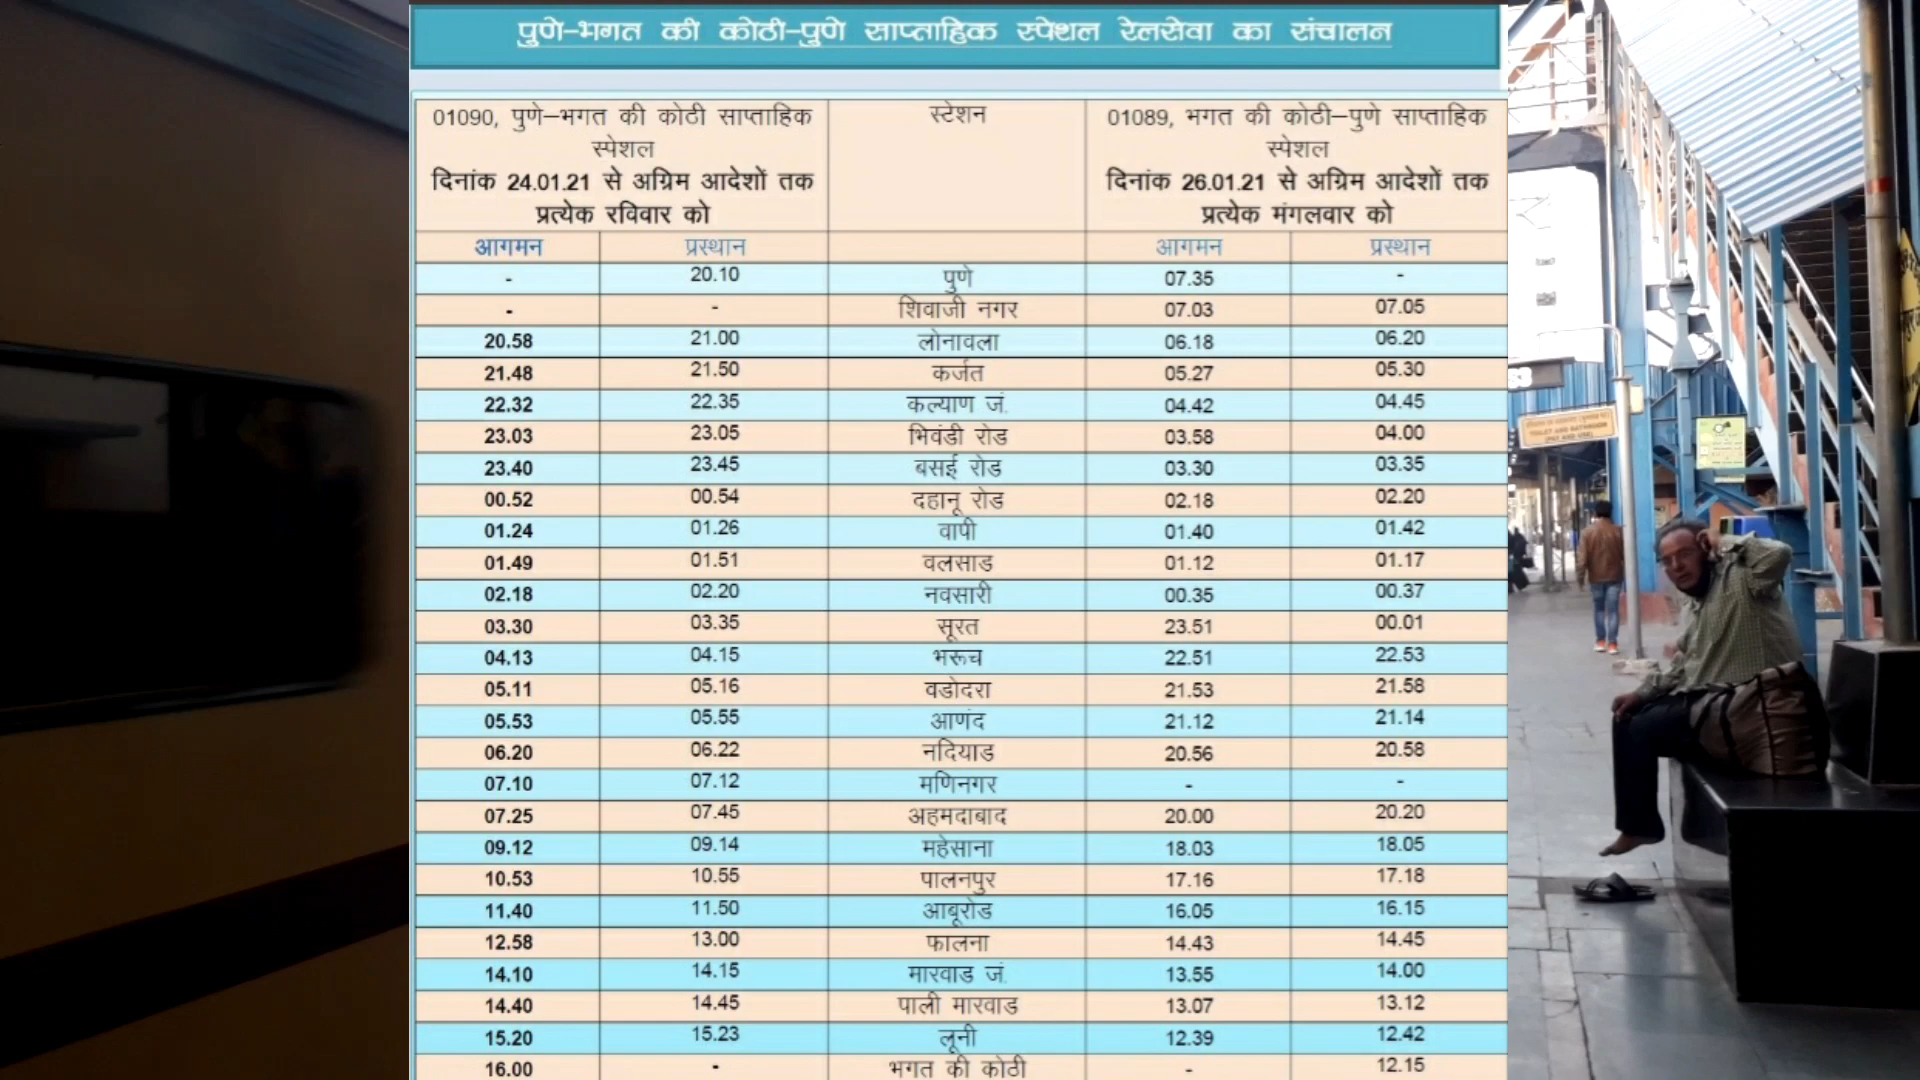 पुणे–भगत की कोठी–पुणे साप्ताहिक स्पेशल रेलसेवा का संचालन
01090, पुणे–भगत की कोठी साप्ताहिक स्पेशल स्टेशन 01089, भगत की कोठी–पुणे साप्ताहिक स्पेशल
दिनांक 24.01.21 से अग्रिम आदेशों तक प्रत्येक रविवार को दिनांक 26.01.21 से अग्रिम आदेशों तक प्रत्येक मंगलवार को
आगमन प्रस्थान आगमन प्रस्थान
- 20.10 पुणे 07.35 -
- - शिवाजी नगर 07.03 07.05
20.58 21.00 लोनावला 06.18 06.20
21.48 21.50 कर्जत 05.27 05.30
22.32 22.35 कल्याण जं. 04.42 04.45
23.03 23.05 भिवंडी रोड 03.58 04.00
23.40 23.45 बसई रोड 03.30 03.35
00.52 00.54 दहानू रोड 02.18 02.20
01.24 01.26 वापी 01.40 01.42
01.49 01.51 वलसाड 01.12 01.17
02.18 02.20 नवसारी 00.35 00.37
03.30 03.35 सूरत 23.51 00.01
04.13 04.15 भरूच 22.51 22.53
05.11 05.16 वडोदरा 21.53 21.58
05.53 05.55 आणंद 21.12 21.14
06.20 06.22 नदियाड 20.56 20.58
07.10 07.12 मणिनगर - -
07.25 07.45 अहमदाबाद 20.00 20.20
09.12 09.14 महेसाना 18.03 18.05
10.53 10.55 पालनपुर 17.16 17.18
11.40 11.50 आबूरोड 16.05 16.15
12.58 13.00 फालना 14.43 14.45
14.10 14.15 मारवाड जं. 13.55 14.00
14.40 14.45 पाली मारवाड 13.07 13.12
15.20 15.23 लूनी 12.39 12.42
16.00 - भगत की कोठी - 12.15
TOILET AND BATHROOM
(PAY AND USE)